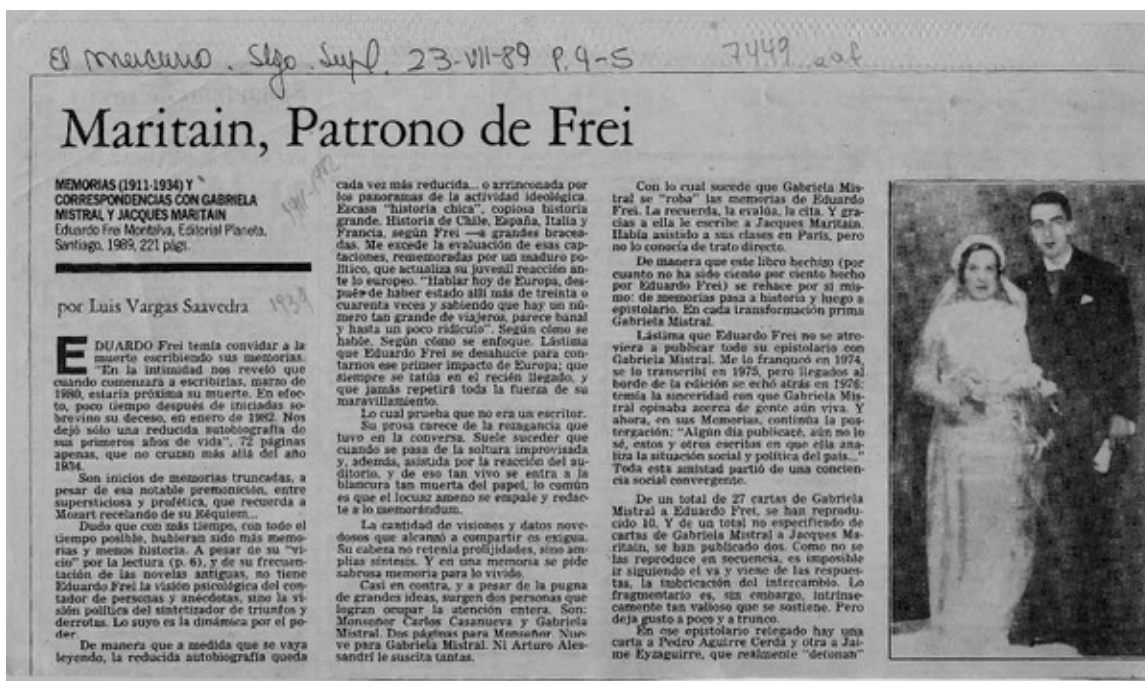 El Mercurio. Stgo. Supl. 23-VII-89 P. 4-5
7449
Maritain, Patrono de Frei
MEMORIAS (1911-1934) Y
CORRESPONDENCIAS CON GABRIELA
MISTRAL Y JACQUES MARITAIN
Eduardo Frei Montalva, Editorial Planeta,
Santiago, 1989, 221 págs.
1911-1982
por Luis Vargas Saavedra
1934
EDUARDO Frei temía convidar a la
muerte escribiendo sus memorias.
"En la intimidad nos reveló que
cuando comenzara a escribirlas, marzo de
1980, estaría próxima su muerte. En efec-
to, poco tiempo después de iniciadas so-
brevino su deceso, en enero de 1982. Nos
dejó sólo una reducida autobiografía de
sus primeros años de vida", 72 páginas
apenas, que no cruzan más allá del año
1934.
Son inicios de memorias truncadas, a
pesar de esa notable premonición, entre
supersticiosa y profética, que recuerda a
Mozart recelando de su Réquiem...
Dudo que con más tiempo, con todo el
tiempo posible, hubieran sido más memo-
rias y menos historia. A pesar de su "vi-
cio" por la lectura (p. 6), y de su frecuen-
tación de las novelas antiguas, no tiene
Eduardo Frei la visión psicológica del con-
tador de personas y anécdotas, sino la vi-
sión política del sintetizador de triunfos y
derrotas. Lo suyo es la dinámica por el po-
der.
De manera que a medida que se vaya
leyendo, la reducida autobiografía queda
cada vez más reducida... o arrinconada por
los panoramas de la actividad ideológica.
Escasa "historia chica", copiosa historia
grande. Historia de Chile, España, Italia y
Francia, según Frei —a grandes bracea-
das. Me excede la evaluación de esas cap-
taciones, rememoradas por un maduro po-
lítico, que actualiza su juvenil reacción an-
te lo europeo. "Hablar hoy de Europa, des-
pués de haber estado allí más de treinta o
cuarenta veces y sabiendo que hay un nú-
mero tan grande de viajeros, parece banal
y hasta un poco ridículo". Según cómo se
hable. Según cómo se enfoque. Lástima
que Eduardo Frei se desahucie para con-
tarnos ese primer impacto de Europa; que
siempre se tatúa en el recién llegado, y
que jamás repetirá toda la fuerza de su
maravillamiento.
Lo cual prueba que no era un escritor.
Su prosa carece de la rozagancia que
tuvo en la conversa. Suele suceder que
cuando se pasa de la soltura improvisada
y, además, asistida por la reacción del au-
ditorio, y de eso tan vivo se entra a la
blancura tan muerta del papel, lo común
es que el locuaz ameno se empale y redac-
te a lo memorándum.
La cantidad de visiones y datos nove-
dosos que alcanzó a compartir es exigua.
Su cabeza no retenía prolijidades, sino am-
plias síntesis. Y en una memoria se pide
sabrosa memoria para lo vivido.
Casi en contra, y a pesar de la pugna
de grandes ideas, surgen dos personas que
logran ocupar la atención entera. Son:
Monseñor Carlos Casanueva y Gabriela
Mistral. Dos páginas para Monseñor. Nue-
ve para Gabriela Mistral. Ni Arturo Ales-
sandri le suscita tantas.
Con lo cual sucede que Gabriela Mis-
tral se "roba" las memorias de Eduardo
Frei. La recuerda, la evalúa, la cita. Y gra-
cias a ella le escribe a Jacques Maritain.
Había asistido a sus clases en París, pero
no lo conocía de trato directo.
De manera que este libro hechizo (por
cuanto no ha sido ciento por ciento hecho
por Eduardo Frei) se rehace por sí mis-
mo: de memorias pasa a historia y luego a
epistolario. En cada transformación prima
Gabriela Mistral.
Lástima que Eduardo Frei no se atre-
viera a publicar todo su epistolario con
Gabriela Mistral. Me lo franqueó en 1974,
se lo transcribí en 1975, pero llegados al
borde de la edición se echó atrás en 1976:
temía la sinceridad con que Gabriela Mis-
tral opinaba acerca de gente aún viva. Y
ahora, en sus Memorias, continúa la pos-
tergación: "Algún día publicaré, aún no lo
sé, estos y otros escritos en que ella ana-
liza la situación social y política del país..."
Toda esta amistad partió de una concien-
cia social convergente.
De un total de 27 cartas de Gabriela
Mistral a Eduardo Frei, se han reprodu-
cido 10. Y de un total no especificado de
cartas de Gabriela Mistral a Jacques Ma-
ritain, se han publicado dos. Como no se
las reproduce en secuencia, es imposible
ir siguiendo el va y viene de las respues-
tas, la imbricación del intercambio. Lo
fragmentario es, sin embargo, intrínse-
camente tan valioso que se sostiene. Pero
deja gusto a poco y a trunco.
En ese epistolario relegado hay una
carta a Pedro Aguirre Cerda y otra a Jai-
me Eyzaguirre, que realmente "detonan"